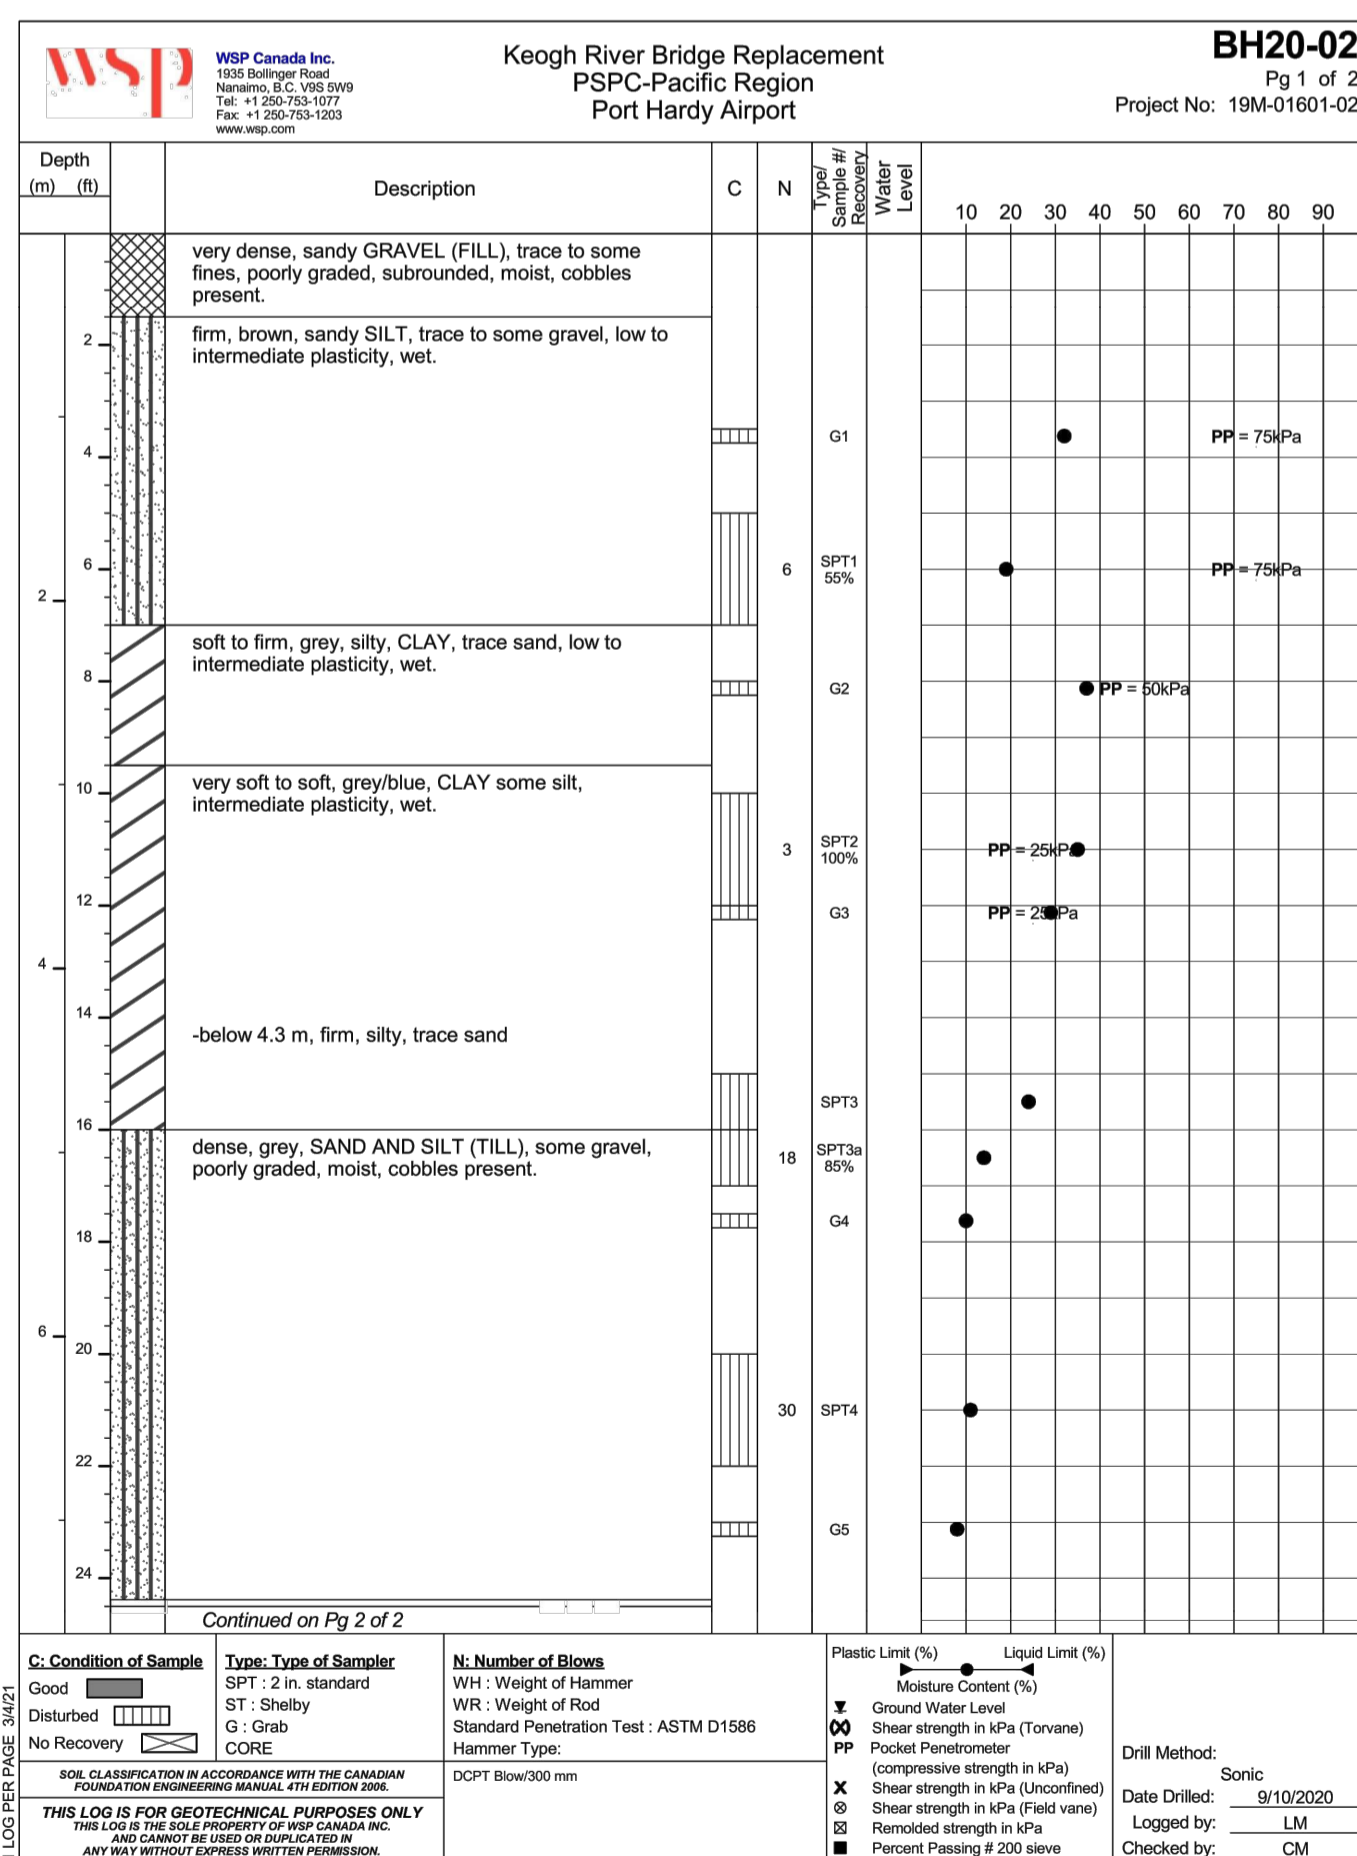 WSP
WSP Canada Inc.
1935 Bollinger Road
Nanaimo, B.C. V9S 5W9
Tel: +1 250-753-1077
Fax: +1 250-753-1203
www.wsp.com
Keogh River Bridge Replacement
PSPC-Pacific Region
Port Hardy Airport
BH20-02
Pg 1 of 2
Project No: 19M-01601-02
Depth
(m) (ft)
Description
C
N
Type/
Sample #/
Recovery
Water
Level
10 20 30 40 50 60 70 80 90
very dense, sandy GRAVEL (FILL), trace to some
fines, poorly graded, subrounded, moist, cobbles
present.
2
firm, brown, sandy SILT, trace to some gravel, low to
intermediate plasticity, wet.
4
G1
PP = 75kPa
6
6
SPT1
55%
PP = 75kPa
2
soft to firm, grey, silty, CLAY, trace sand, low to
intermediate plasticity, wet.
8
G2
PP = 50kPa
10
very soft to soft, grey/blue, CLAY some silt,
intermediate plasticity, wet.
3
SPT2
100%
PP = 25kPa
12
G3
PP = 25kPa
4
14
-below 4.3 m, firm, silty, trace sand
SPT3
16
dense, grey, SAND AND SILT (TILL), some gravel,
poorly graded, moist, cobbles present.
18
SPT3a
85%
G4
18
6
20
30
SPT4
22
G5
24
Continued on Pg 2 of 2
C: Condition of Sample
Good
Disturbed
No Recovery
Type: Type of Sampler
SPT : 2 in. standard
ST : Shelby
G : Grab
CORE
N: Number of Blows
WH : Weight of Hammer
WR : Weight of Rod
Standard Penetration Test : ASTM D1586
Hammer Type:
DCPT Blow/300 mm
SOIL CLASSIFICATION IN ACCORDANCE WITH THE CANADIAN
FOUNDATION ENGINEERING MANUAL 4TH EDITION 2006.
THIS LOG IS FOR GEOTECHNICAL PURPOSES ONLY
THIS LOG IS THE SOLE PROPERTY OF WSP CANADA INC.
AND CANNOT BE USED OR DUPLICATED IN
ANY WAY WITHOUT EXPRESS WRITTEN PERMISSION.
Plastic Limit (%) Liquid Limit (%)
Moisture Content (%)
Ground Water Level
Shear strength in kPa (Torvane)
PP Pocket Penetrometer
(compressive strength in kPa)
Shear strength in kPa (Unconfined)
Shear strength in kPa (Field vane)
Remolded strength in kPa
Percent Passing # 200 sieve
Drill Method:
Sonic
Date Drilled: 9/10/2020
Logged by: LM
Checked by: CM
LOG PER PAGE 3/4/21